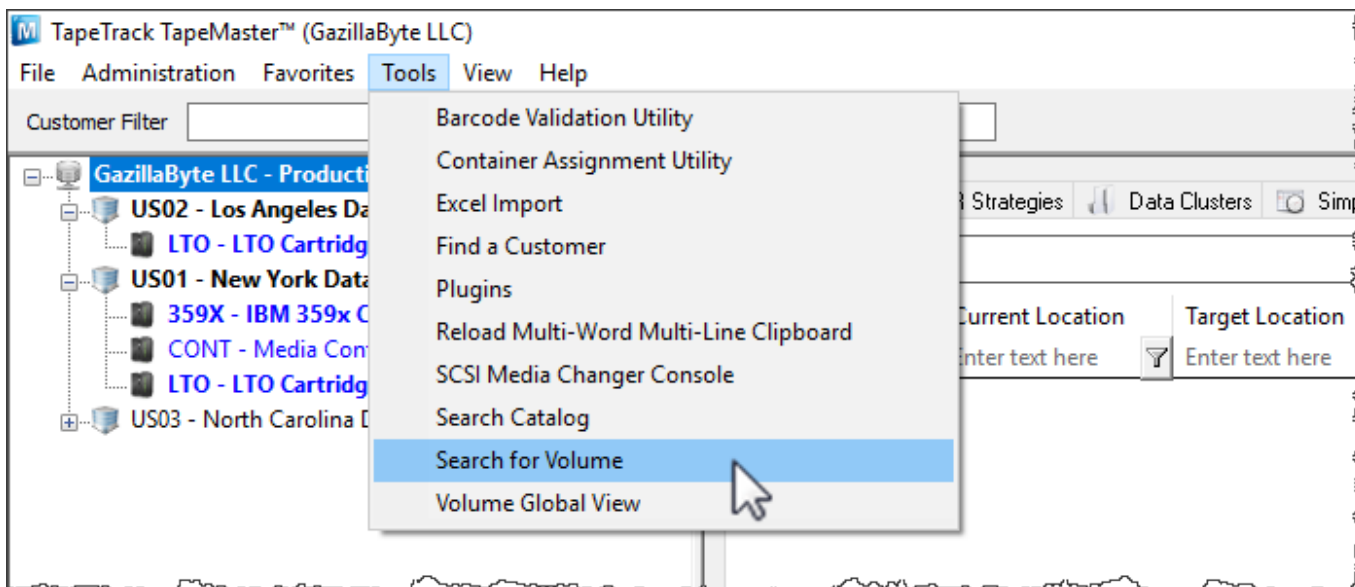 M TapeTrack TapeMaster™ (GazillaByte LLC)
File Administration Favorites Tools View Help
Customer Filter
Barcode Validation Utility
Container Assignment Utility
Excel Import
Find a Customer
Plugins
Reload Multi-Word Multi-Line Clipboard
SCSI Media Changer Console
Search Catalog
Search for Volume
Volume Global View
GazillaByte LLC - Producti
US02 - Los Angeles Da
LTO - LTO Cartridg
US01 - New York Data
359X - IBM 359x C
CONT - Media Con
LTO - LTO Cartridg
US03 - North Carolina D
Strategies Data Clusters Simp
Current Location Target Location
Enter text here Enter text here